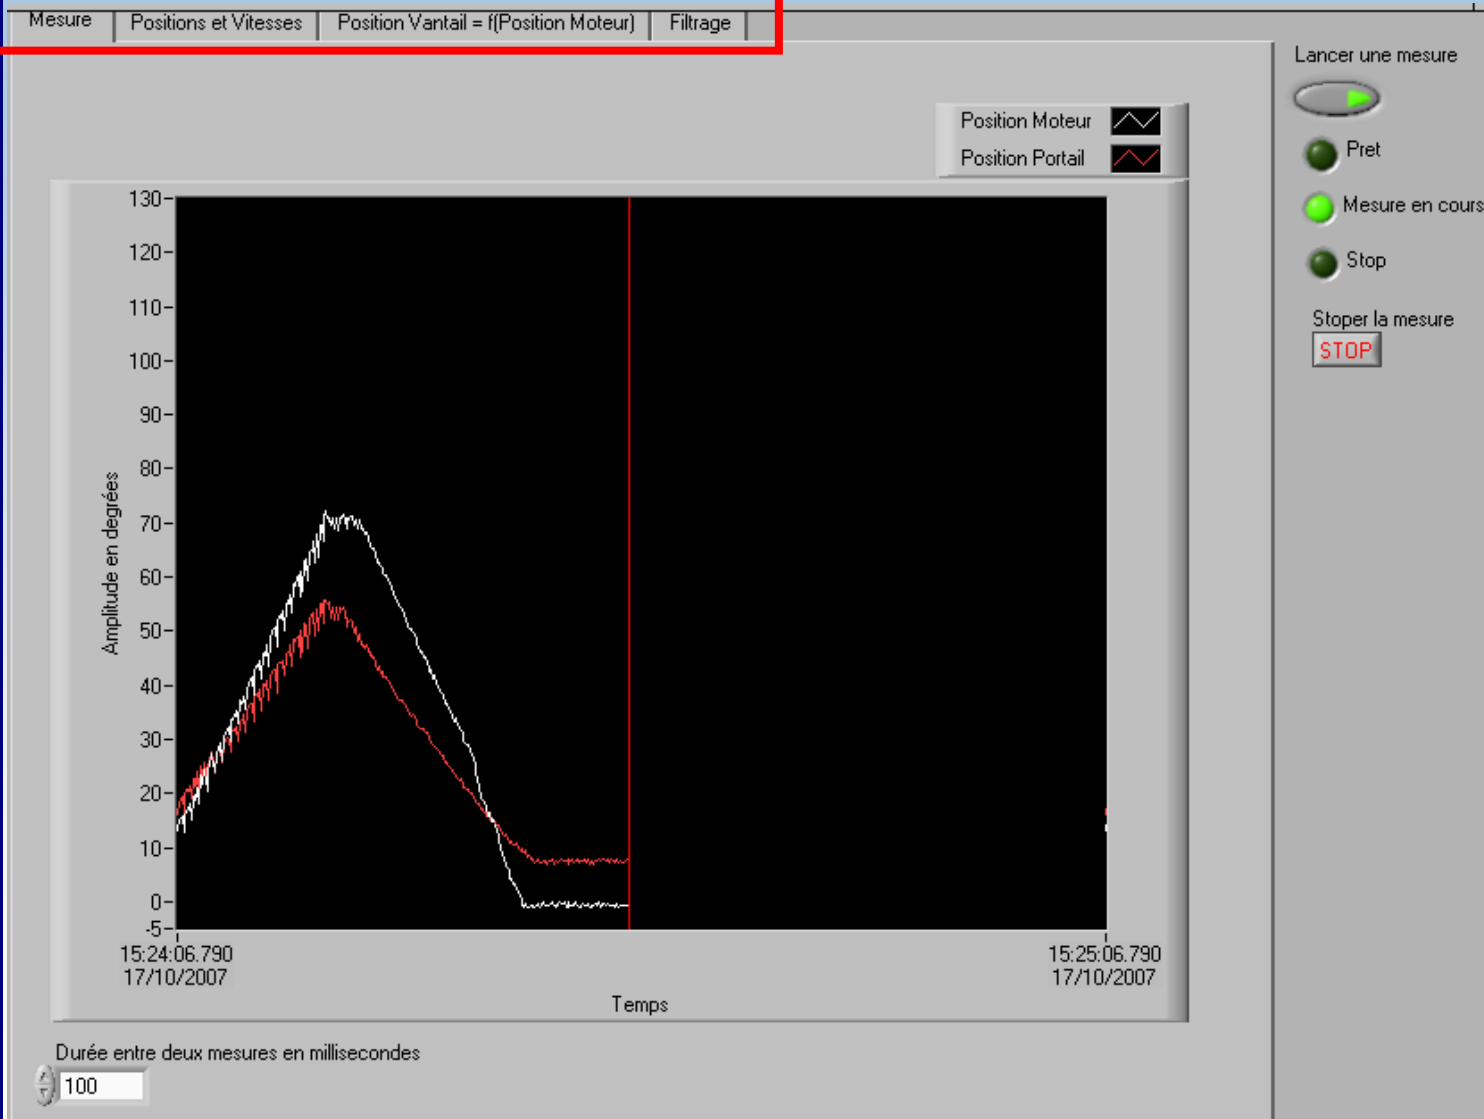 Mesure
Positions et Vitesses
Position Vantail = f(Position Moteur)
Filtrage
Lancer une mesure
Position Moteur
Position Portail
Pret
Mesure en cours
Stop
Stoper la mesure
STOP
130
120
110
100
90
80
70
60
50
40
30
20
10
0
-5
Amplitude en degrées
15:24:06.790
17/10/2007
15:25:06.790
17/10/2007
Temps
Durée entre deux mesures en millisecondes
100